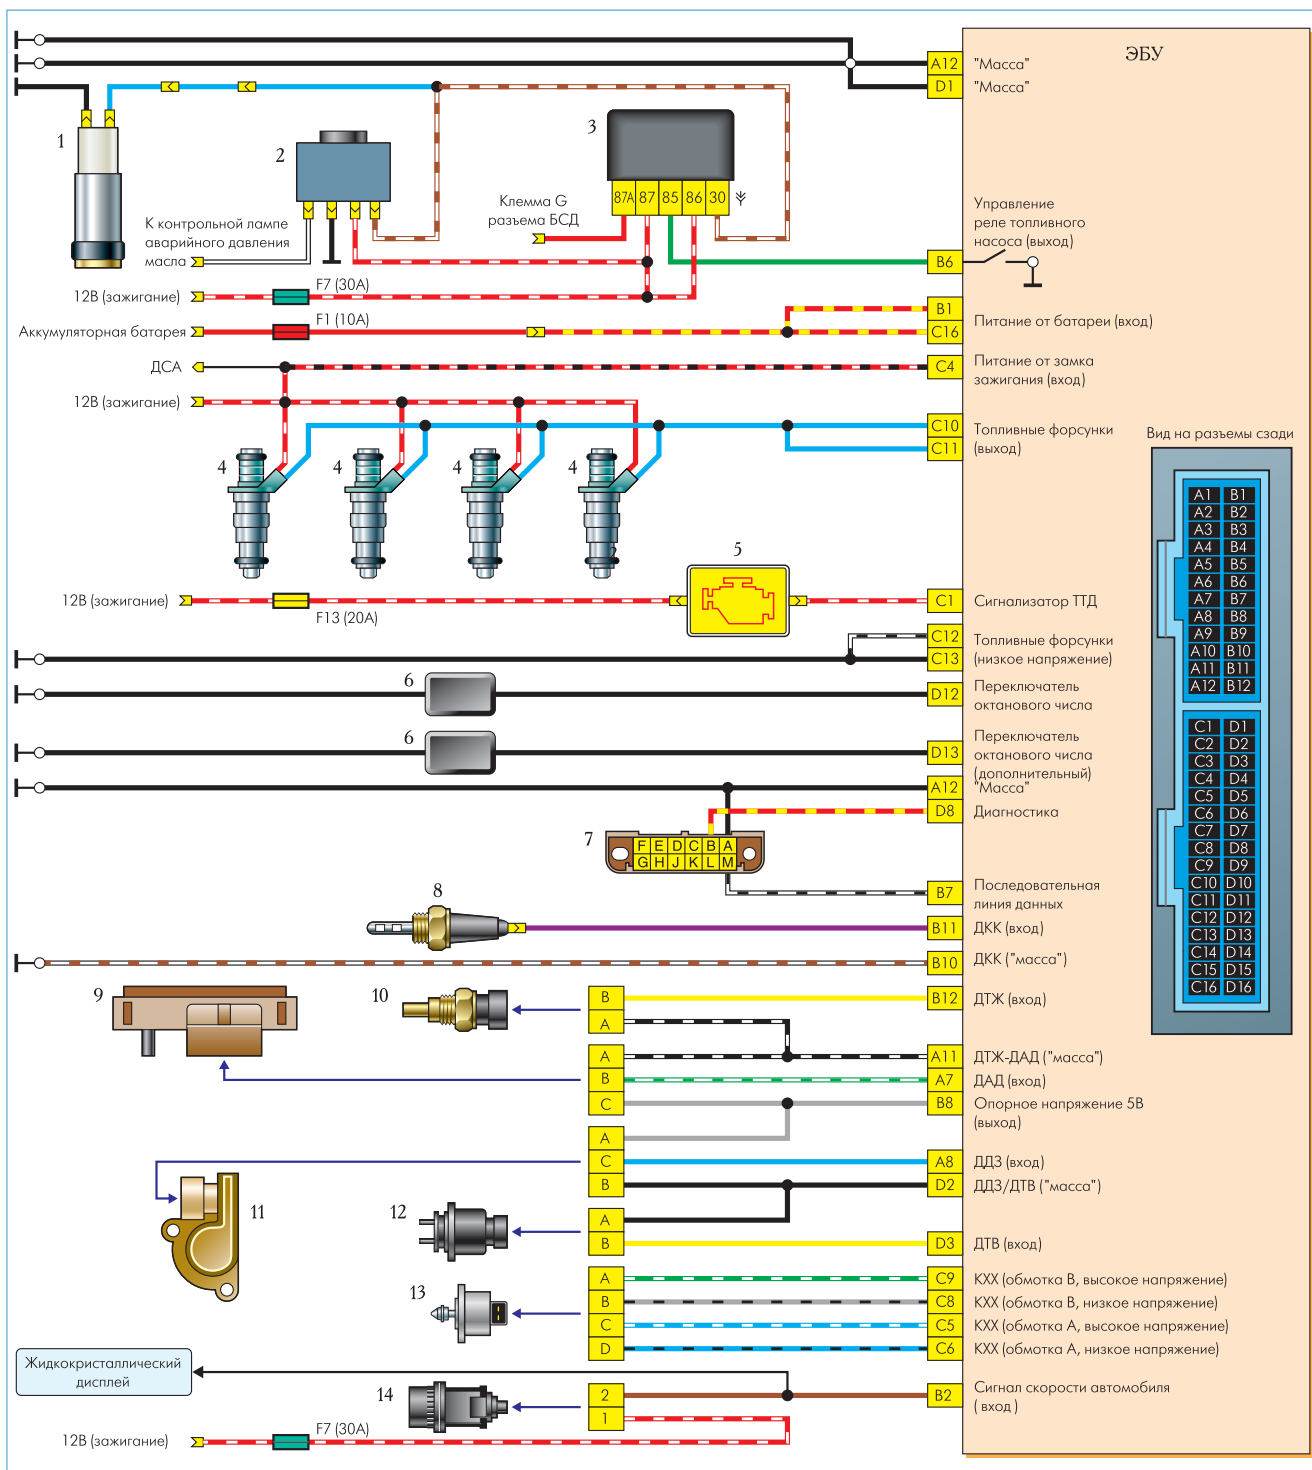 ЭБУ
A12 "Масса"
D1 "Масса"
1
2
3
87A 87 85 86 30
Клемма G
разъема БСД
К контрольной лампе
аварийного давления
масла
Управление
реле топливного
насоса (выход)
B6
12В (зажигание)
F7 (30А)
B1
Аккумуляторная батарея
F1 (10А)
C16
Питание от батареи (вход)
ДСА
C4
Питание от замка
зажигания (вход)
12В (зажигание)
C10
C11
Топливные форсунки
(выход)
Вид на разъемы сзади
4
4
4
4
A1 B1
A2 B2
A3 B3
A4 B4
A5 B5
A6 B6
A7 B7
A8 B8
A9 B9
A10 B10
A11 B11
A12 B12
5
12В (зажигание)
F13 (20А)
C1
Сигнализатор ТТД
C12
C13
Топливные форсунки
(низкое напряжение)
6
D12
Переключатель
октанового числа
6
D13
Переключатель
октанового числа
(дополнительный)
A12 "Масса"
D8 Диагностика
C1 D1
C2 D2
C3 D3
C4 D4
C5 D5
C6 D6
C7 D7
C8 D8
C9 D9
C10 D10
C11 D11
C12 D12
C13 D13
C14 D14
C15 D15
C16 D16
7
F E D C B A
G H J K L M
B7
Последовательная
линия данных
8
B11 ДКК (вход)
B10 ДКК ("масса")
9
10
B
A
B12 ДТЖ (вход)
A
B
C
A11 ДТЖ-ДАД ("масса")
A7 ДАД (вход)
B8 Опорное напряжение 5В
(выход)
A
C
B
A8 ДДЗ (вход)
D2 ДДЗ/ДТВ ("масса")
11
12
A
B
D3 ДТВ (вход)
13
A
B
C
D
C9 КХХ (обмотка В, высокое напряжение)
C8 КХХ (обмотка В, низкое напряжение)
C5 КХХ (обмотка А, высокое напряжение)
C6 КХХ (обмотка А, низкое напряжение)
Жидкокристаллический
дисплей
14
2
1
B2 Сигнал скорости автомобиля
( вход )
12В (зажигание)
F7 (30А)